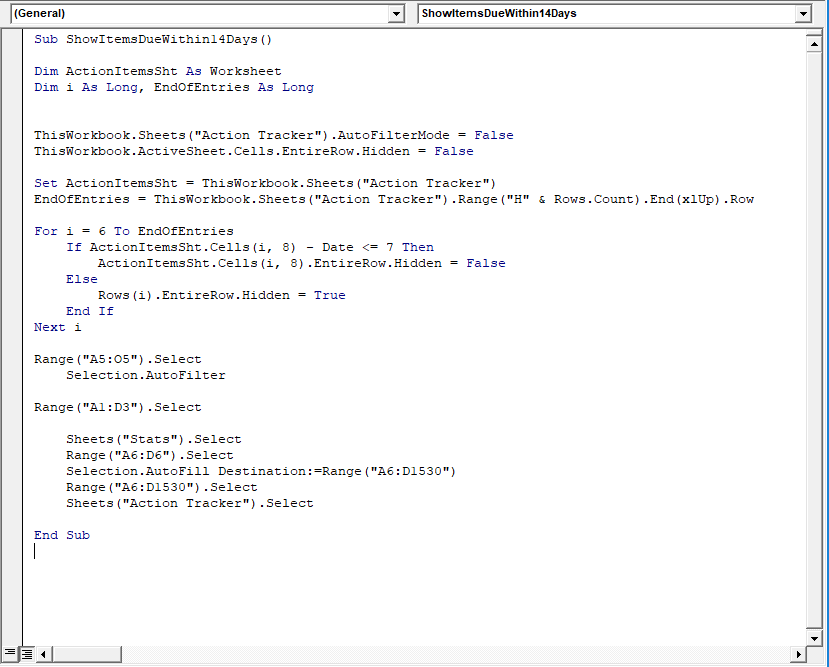 (General) ShowItemsDueWithin14Days
Sub ShowItemsDueWithin14Days()
Dim ActionItemsSht As Worksheet
Dim i As Long, EndOfEntries As Long
ThisWorkbook.Sheets("Action Tracker").AutoFilterMode = False
ThisWorkbook.ActiveSheet.Cells.EntireRow.Hidden = False
Set ActionItemsSht = ThisWorkbook.Sheets("Action Tracker")
EndOfEntries = ThisWorkbook.Sheets("Action Tracker").Range("H" & Rows.Count).End(xlUp).Row
For i = 6 To EndOfEntries
If ActionItemsSht.Cells(i, 8) - Date <= 7 Then
ActionItemsSht.Cells(i, 8).EntireRow.Hidden = False
Else
Rows(i).EntireRow.Hidden = True
End If
Next i
Range("A5:O5").Select
Selection.AutoFilter
Range("A1:D3").Select
Sheets("Stats").Select
Range("A6:D6").Select
Selection.AutoFill Destination:=Range("A6:D1530")
Range("A6:D1530").Select
Sheets("Action Tracker").Select
End Sub